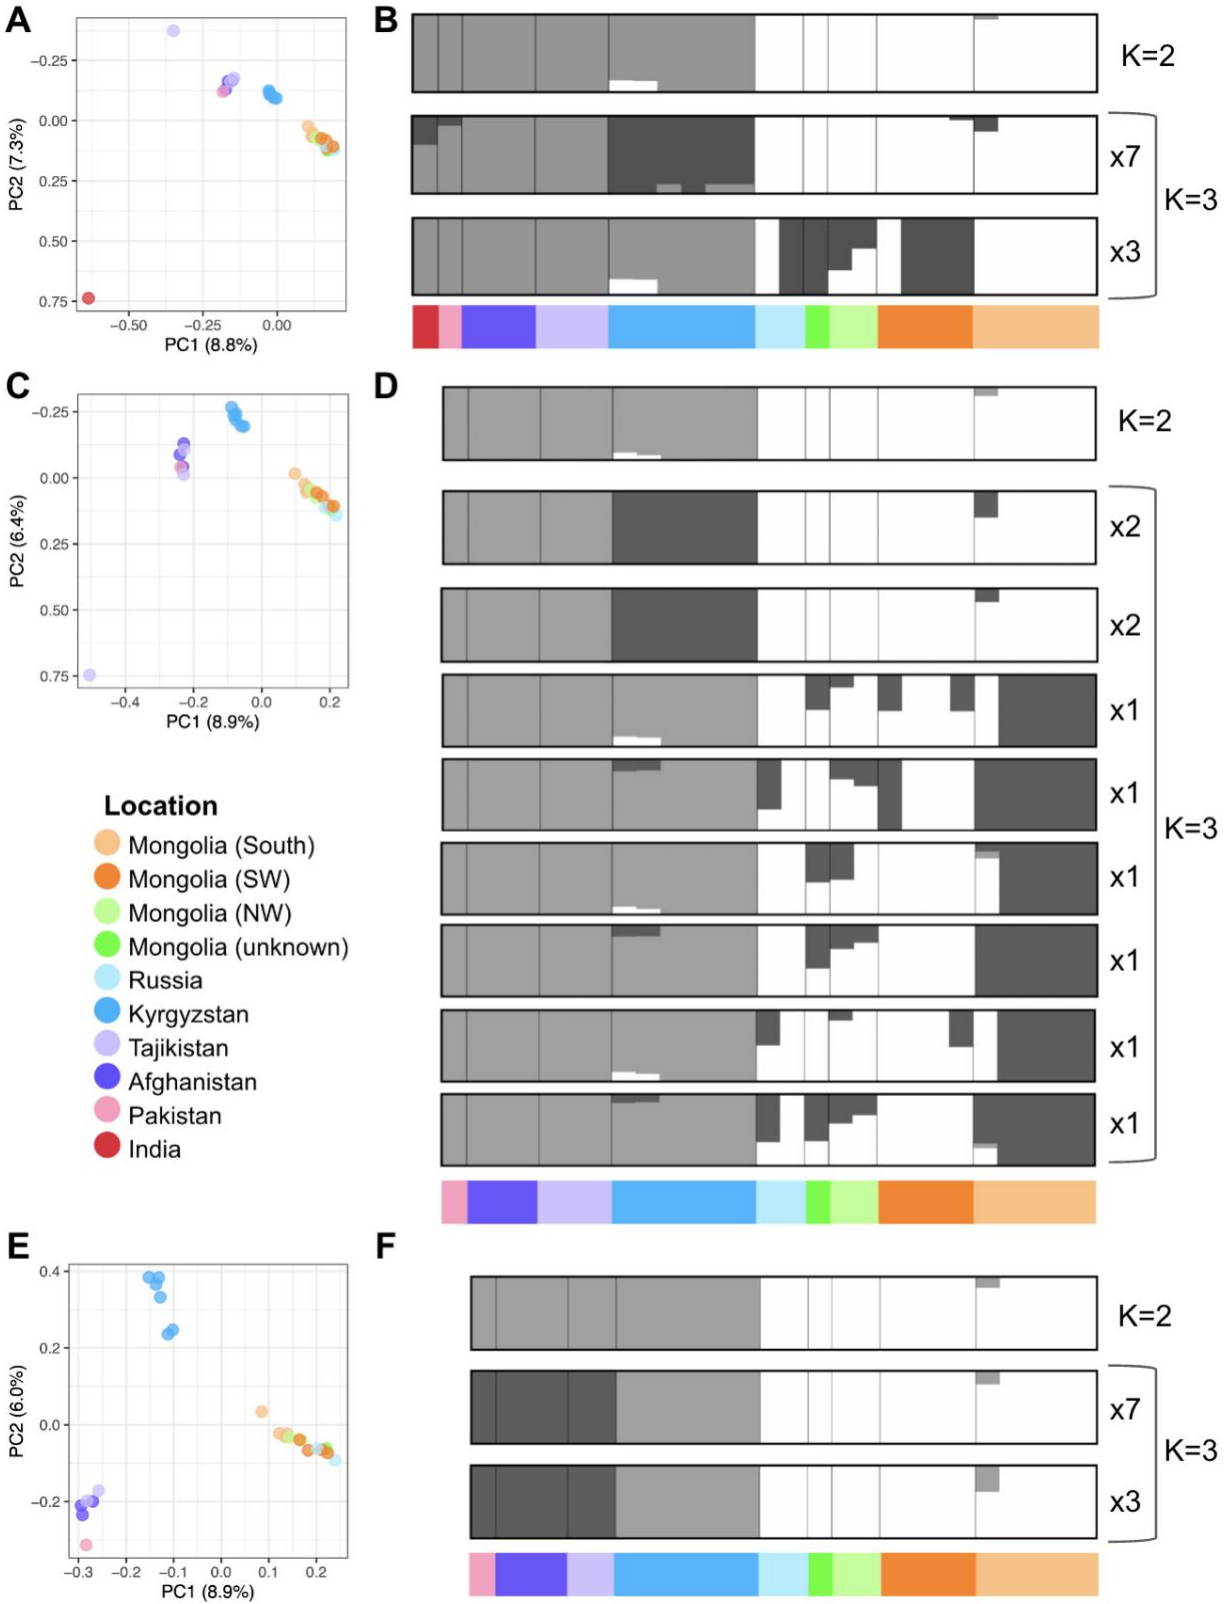 A
−0.25
0.00
0.25
0.50
0.75
PC2 (7.3%)
−0.50
−0.25
0.00
PC1 (8.8%)
B
K=2
x7
x3
K=3
C
−0.25
0.00
0.25
0.50
0.75
PC2 (6.4%)
−0.4
−0.2
0.0
0.2
PC1 (8.9%)
D
K=2
x2
x2
x1
x1
x1
x1
x1
x1
K=3
Location
Mongolia (South)
Mongolia (SW)
Mongolia (NW)
Mongolia (unknown)
Russia
Kyrgyzstan
Tajikistan
Afghanistan
Pakistan
India
E
0.4
0.2
0.0
−0.2
PC2 (6.0%)
−0.3
−0.2
−0.1
0.0
0.1
0.2
PC1 (8.9%)
F
K=2
x7
x3
K=3